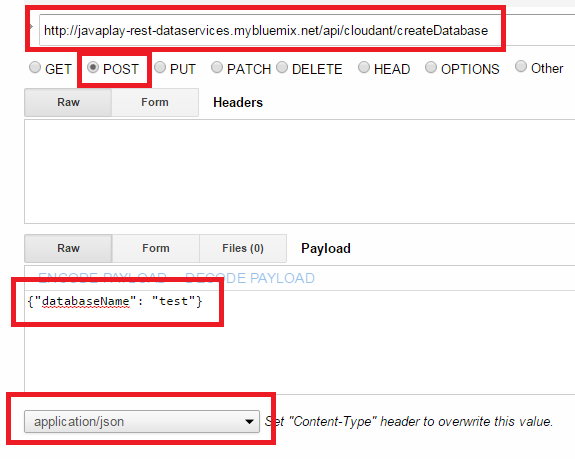 http://javaplay-rest-dataservices.mybluemix.net/api/cloudant/createDatabase
GET POST PUT PATCH DELETE HEAD OPTIONS Other
Raw Form Headers
Raw Form Files (0) Payload
ENCODE PAYLOAD DECODE PAYLOAD
{"databaseName": "test"}
application/json Set "Content-Type" header to overwrite this value.